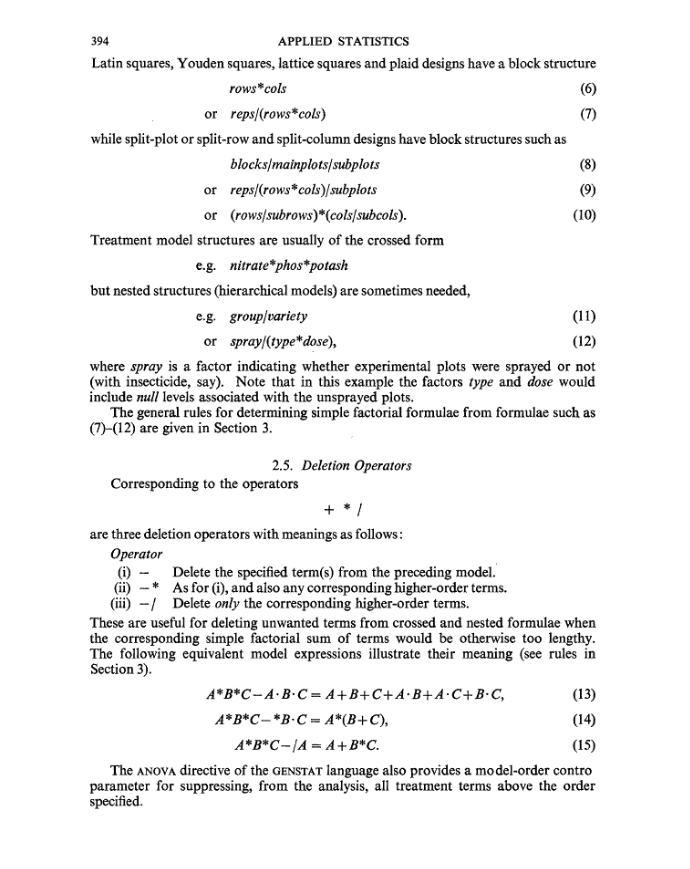 394 APPLIED STATISTICS
Latin squares, Youden squares, lattice squares and plaid designs have a block structure
rows*cols (6)
or reps/(rows*cols) (7)
while split-plot or split-row and split-column designs have block structures such as
blocks/mainplots/subplots (8)
or reps/(rows*cols)/subplots (9)
or (rows/subrows)*(cols/subcols). (10)
Treatment model structures are usually of the crossed form
e.g. nitrate*phos*potash
but nested structures (hierarchical models) are sometimes needed,
e.g. group/variety (11)
or spray/(type*dose), (12)
where spray is a factor indicating whether experimental plots were sprayed or not
(with insecticide, say). Note that in this example the factors type and dose would
include null levels associated with the unsprayed plots.
The general rules for determining simple factorial formulae from formulae such as
(7)–(12) are given in Section 3.
2.5. Deletion Operators
Corresponding to the operators
+ * /
are three deletion operators with meanings as follows:
Operator
(i) − Delete the specified term(s) from the preceding model.
(ii) −* As for (i), and also any corresponding higher-order terms.
(iii) −/ Delete only the corresponding higher-order terms.
These are useful for deleting unwanted terms from crossed and nested formulae when
the corresponding simple factorial sum of terms would be otherwise too lengthy.
The following equivalent model expressions illustrate their meaning (see rules in
Section 3).
A*B*C−A·B·C = A+B+C+A·B+A·C+B·C, (13)
A*B*C−*B·C = A*(B+C), (14)
A*B*C−/A = A+B*C. (15)
The ANOVA directive of the GENSTAT language also provides a model-order contro
parameter for suppressing, from the analysis, all treatment terms above the order
specified.